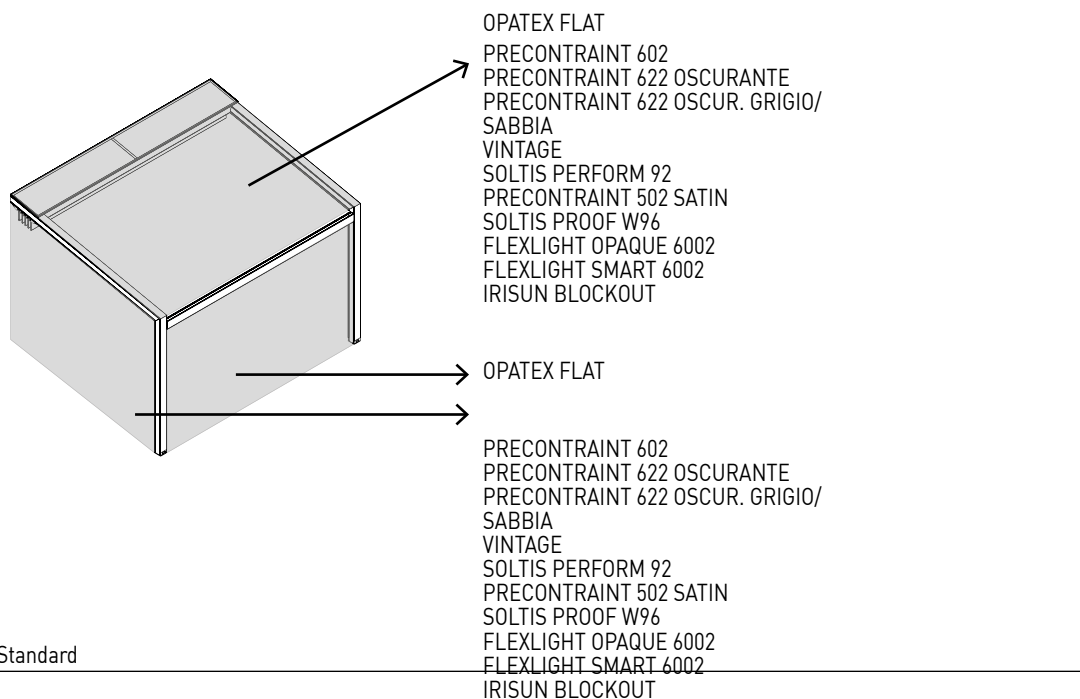 OPATEX FLAT
PRECONTRAINT 602
PRECONTRAINT 622 OSCURANTE
PRECONTRAINT 622 OSCUR. GRIGIO/
SABBIA
VINTAGE
SOLTIS PERFORM 92
PRECONTRAINT 502 SATIN
SOLTIS PROOF W96
FLEXLIGHT OPAQUE 6002
FLEXLIGHT SMART 6002
IRISUN BLOCKOUT
OPATEX FLAT
PRECONTRAINT 602
PRECONTRAINT 622 OSCURANTE
PRECONTRAINT 622 OSCUR. GRIGIO/
SABBIA
VINTAGE
SOLTIS PERFORM 92
PRECONTRAINT 502 SATIN
SOLTIS PROOF W96
FLEXLIGHT OPAQUE 6002
Standard
FLEXLIGHT SMART 6002
IRISUN BLOCKOUT